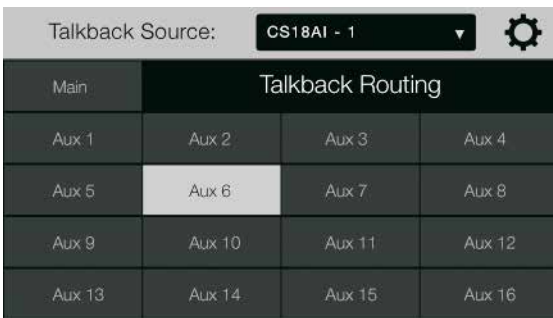 Talkback Source: CS18AI - 1 ▼
Main Talkback Routing
Aux 1 Aux 2 Aux 3 Aux 4
Aux 5 Aux 6 Aux 7 Aux 8
Aux 9 Aux 10 Aux 11 Aux 12
Aux 13 Aux 14 Aux 15 Aux 16